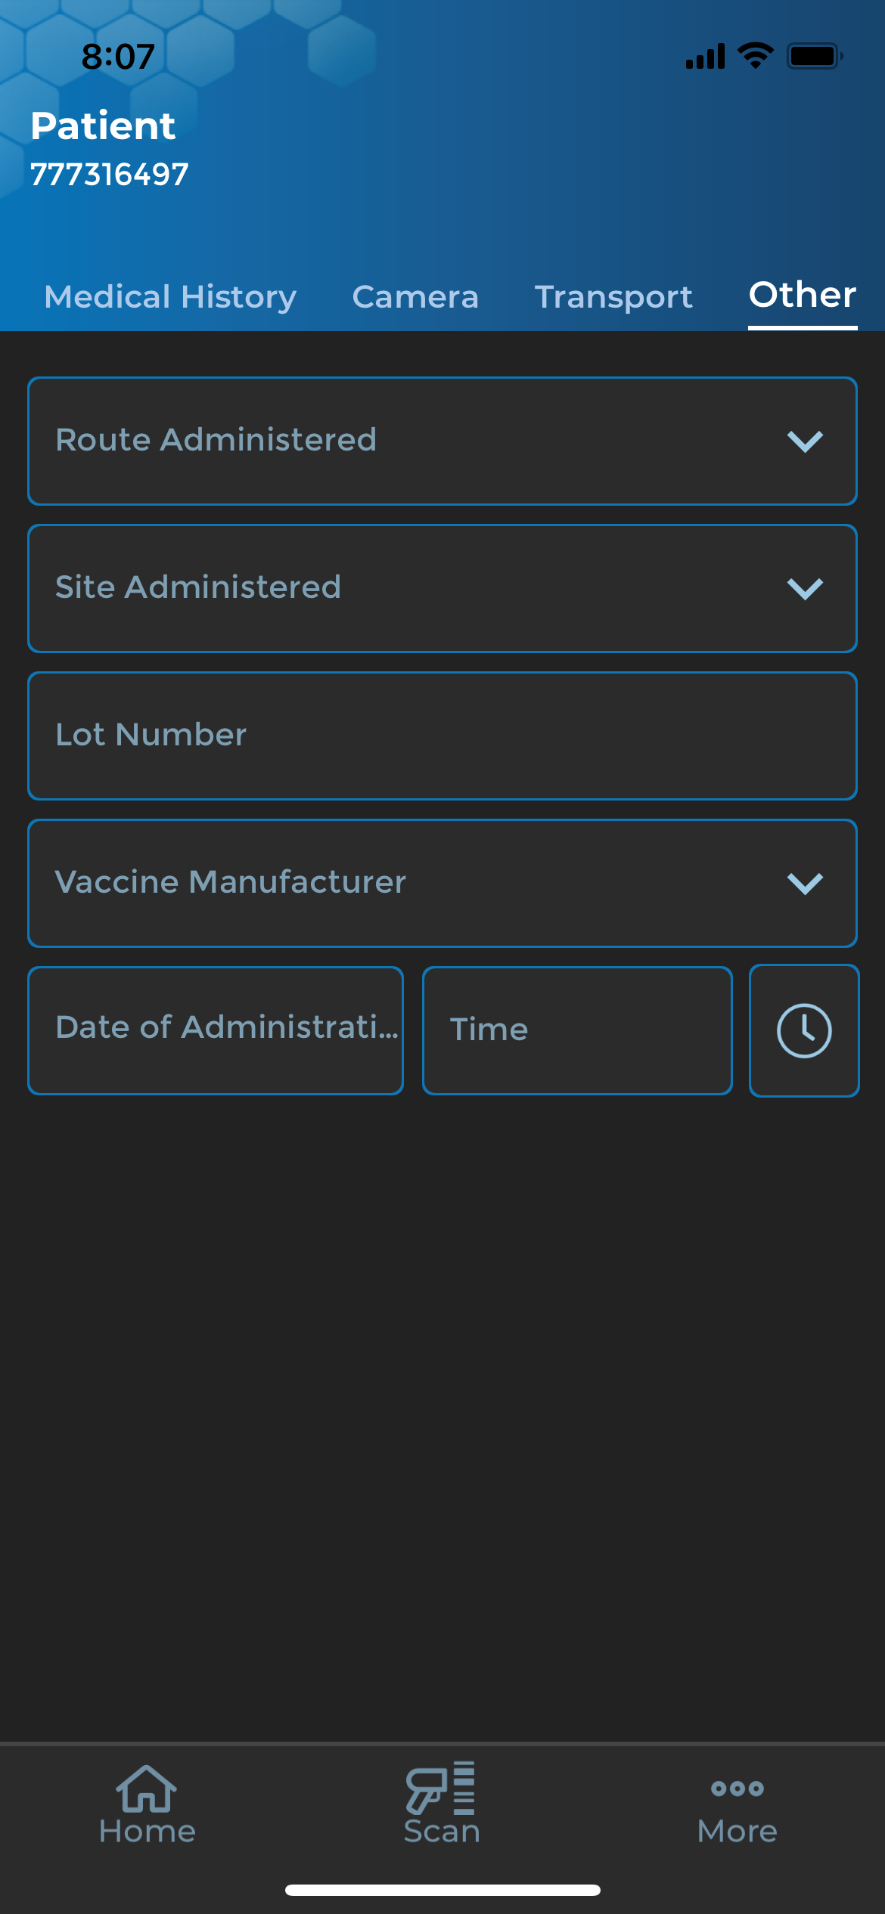 8:07
Patient
777316497
Medical History Camera Transport Other
Route Administered
Site Administered
Lot Number
Vaccine Manufacturer
Date of Administrati... Time
Home Scan More